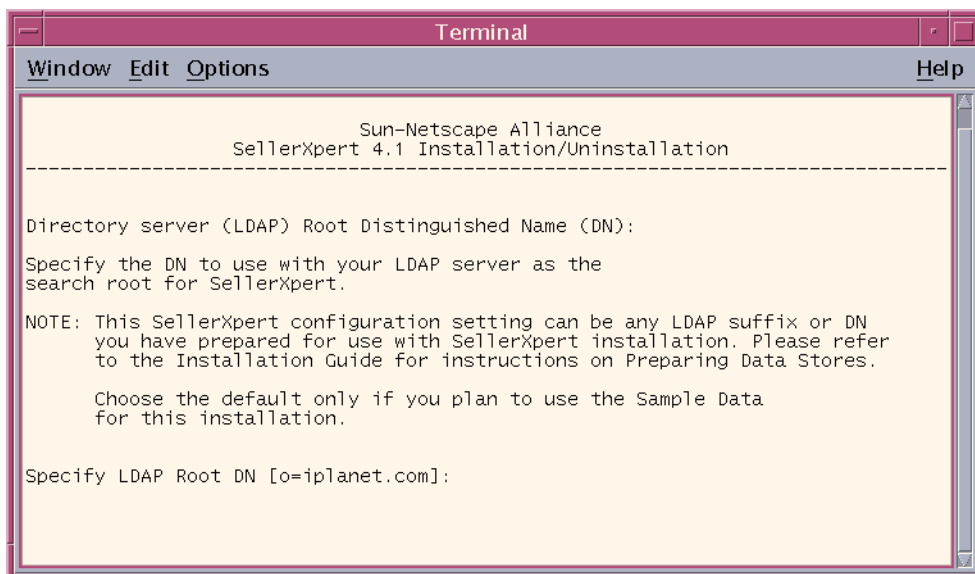 Terminal
Window Edit Options Help
Sun-Netscape Alliance
SellerXpert 4.1 Installation/Uninstallation
--------------------------------------------------------------------------------
Directory server (LDAP) Root Distinguished Name (DN):
Specify the DN to use with your LDAP server as the
search root for SellerXpert.
NOTE: This SellerXpert configuration setting can be any LDAP suffix or DN
you have prepared for use with SellerXpert installation. Please refer
to the Installation Guide for instructions on Preparing Data Stores.
Choose the default only if you plan to use the Sample Data
for this installation.
Specify LDAP Root DN [o=iplanet.com]: